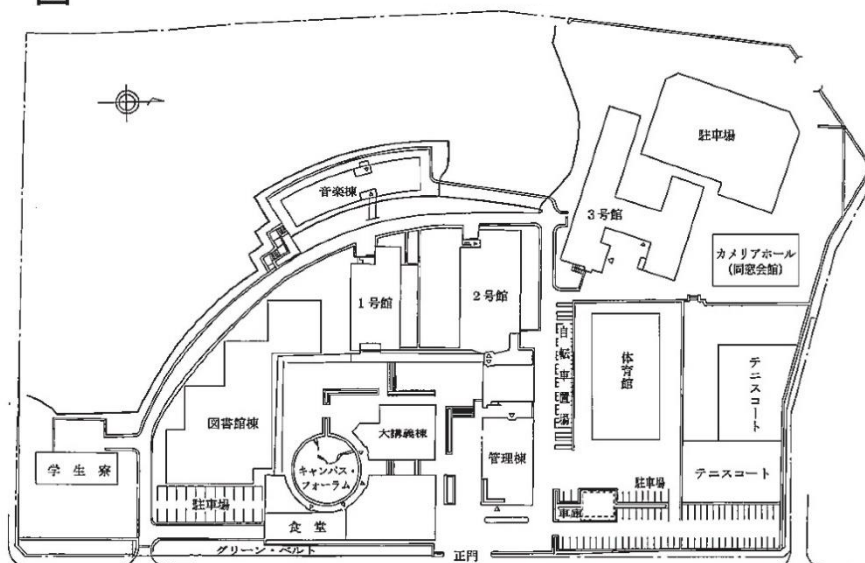 駐車場
音楽棟
3号館
カメリアホール
(同窓会館)
1号館
2号館
自転車置場
体育館
テニスコート
図書館棟
大講義棟
管理棟
キャンパス・
フォーラム
学生寮
駐車場
駐車場
テニスコート
車庫
食堂
グリーン・ベルト
正門